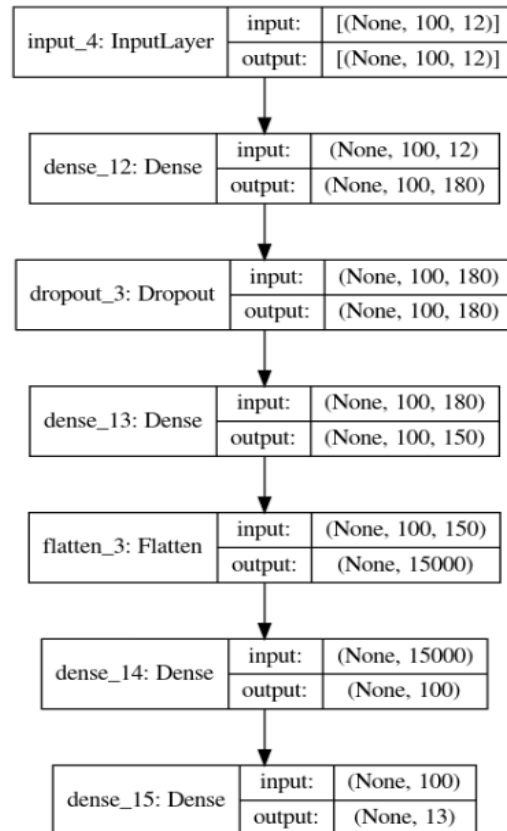 input_4: InputLayer
input: [(None, 100, 12)]
output: [(None, 100, 12)]
dense_12: Dense
input: (None, 100, 12)
output: (None, 100, 180)
dropout_3: Dropout
input: (None, 100, 180)
output: (None, 100, 180)
dense_13: Dense
input: (None, 100, 180)
output: (None, 100, 150)
flatten_3: Flatten
input: (None, 100, 150)
output: (None, 15000)
dense_14: Dense
input: (None, 15000)
output: (None, 100)
dense_15: Dense
input: (None, 100)
output: (None, 13)